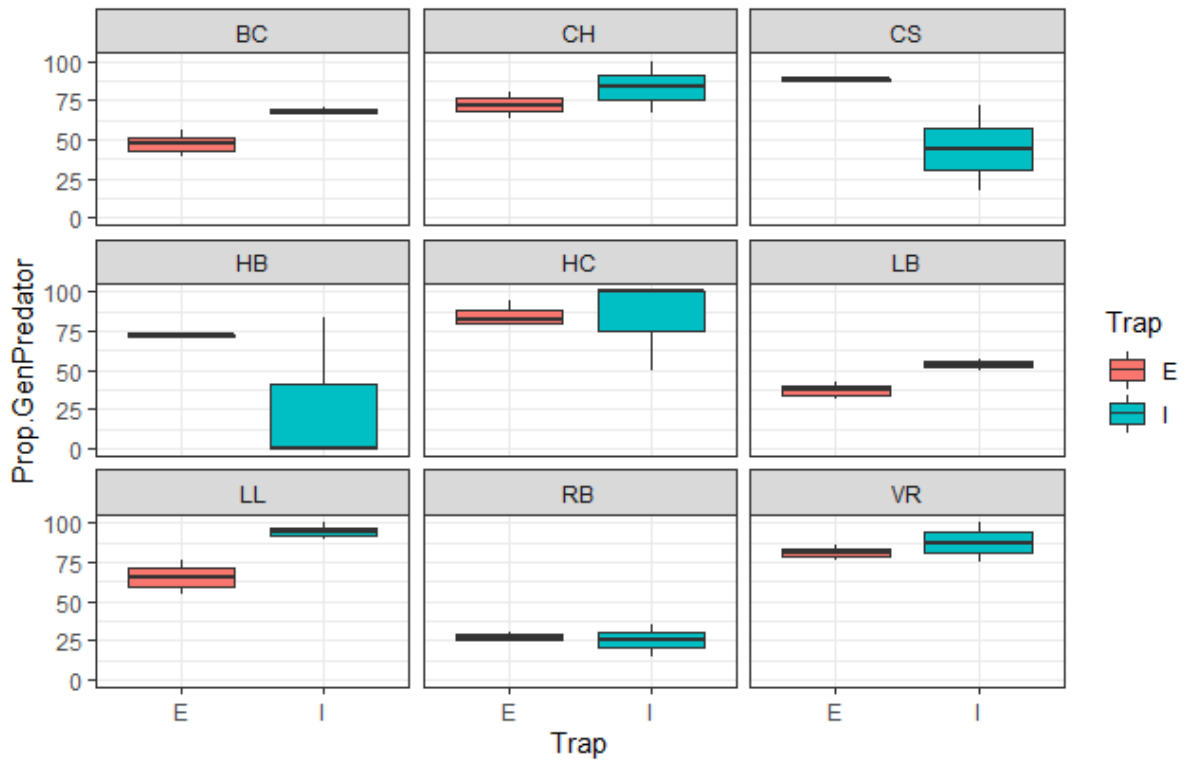 BC CH CS
100
75
50
25
0
HB HC LB
100
75
50
25
0
LL RB VR
100
75
50
25
0
E I E I E I
Trap
Prop.GenPredator
Trap
E
I